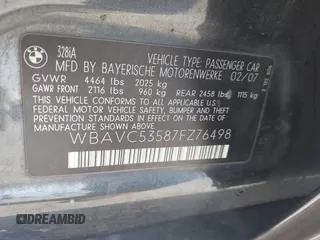 BMW
328iA
VEHICLE TYPE: PASSENGER CAR
MFD BY BAYERISCHE MOTORENWERKE 02/07
GVWR 4464 lbs 2025 kg
GAWR FRONT 2116 lbs 960 kg REAR 2458 lbs 1115 kg
THIS VEHICLE CONFORMS TO ALL APPLICABLE
U.S. FEDERAL MOTOR VEHICLE
SAFETY, BUMPER AND THEFT
PREVENTION STANDARDS IN EFFECT
ON THE DATE OF MANUFACTURE
SHOWN ABOVE.
WBAVC53587FZ76498
DREAMBID